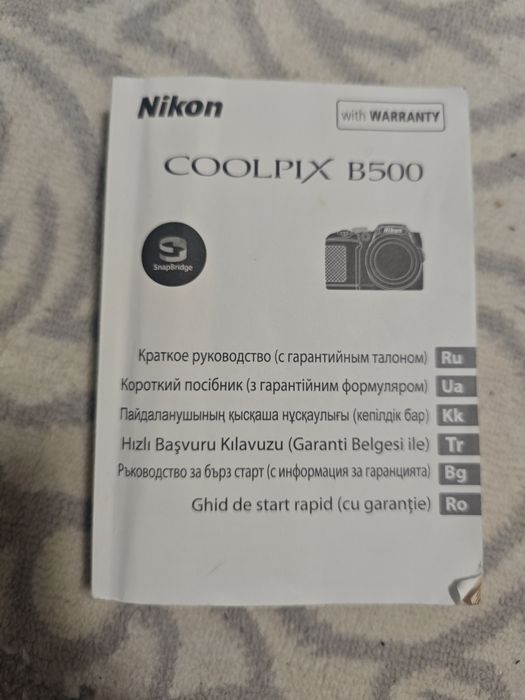 Nikon
with WARRANTY
COOLPIX B500
Nikon
SnapBridge
Краткое руководство (с гарантийным талоном) Ru
Короткий посібник (з гарантійним формуляром) Ua
Пайдаланушының қысқаша нұсқаулығы (кепілдік бар) Kk
Hızlı Başvuru Kılavuzu (Garanti Belgesi ile) Tr
Ръководство за бърз старт (с информация за гаранцията) Bg
Ghid de start rapid (cu garanție) Ro